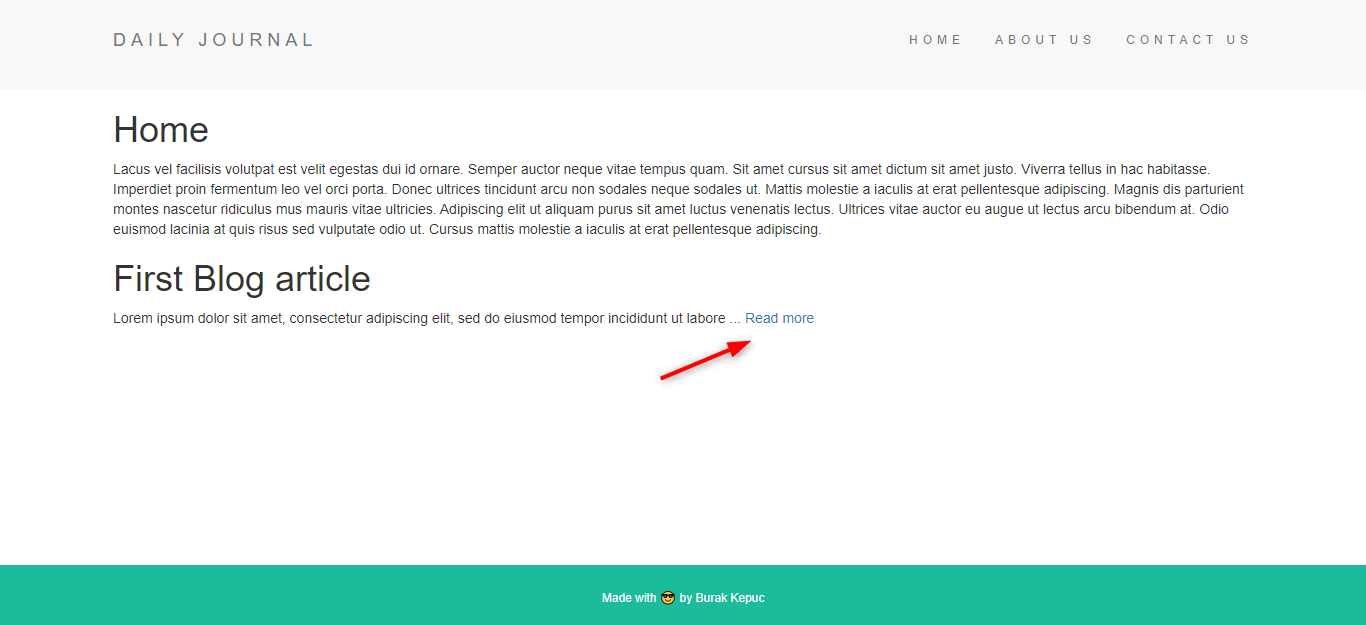 DAILY JOURNAL
HOME ABOUT US CONTACT US
Home
Lacus vel facilisis volutpat est velit egestas dui id ornare. Semper auctor neque vitae tempus quam. Sit amet cursus sit amet dictum sit amet justo. Viverra tellus in hac habitasse.
Imperdiet proin fermentum leo vel orci porta. Donec ultrices tincidunt arcu non sodales neque sodales ut. Mattis molestie a iaculis at erat pellentesque adipiscing. Magnis dis parturient
montes nascetur ridiculus mus mauris vitae ultricies. Adipiscing elit ut aliquam purus sit amet luctus venenatis lectus. Ultrices vitae auctor eu augue ut lectus arcu bibendum at. Odio
euismod lacinia at quis risus sed vulputate odio ut. Cursus mattis molestie a iaculis at erat pellentesque adipiscing.
First Blog article
Lorem ipsum dolor sit amet, consectetur adipiscing elit, sed do eiusmod tempor incididunt ut labore ... Read more
Made with 😎 by Burak Kepuc